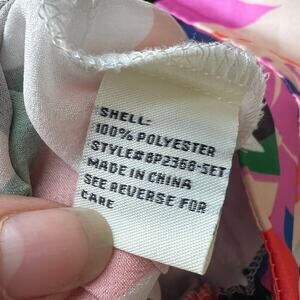 SHELL:
100% POLYESTER
STYLE#8P2368-SET
MADE IN CHINA
SEE REVERSE FOR
CARE